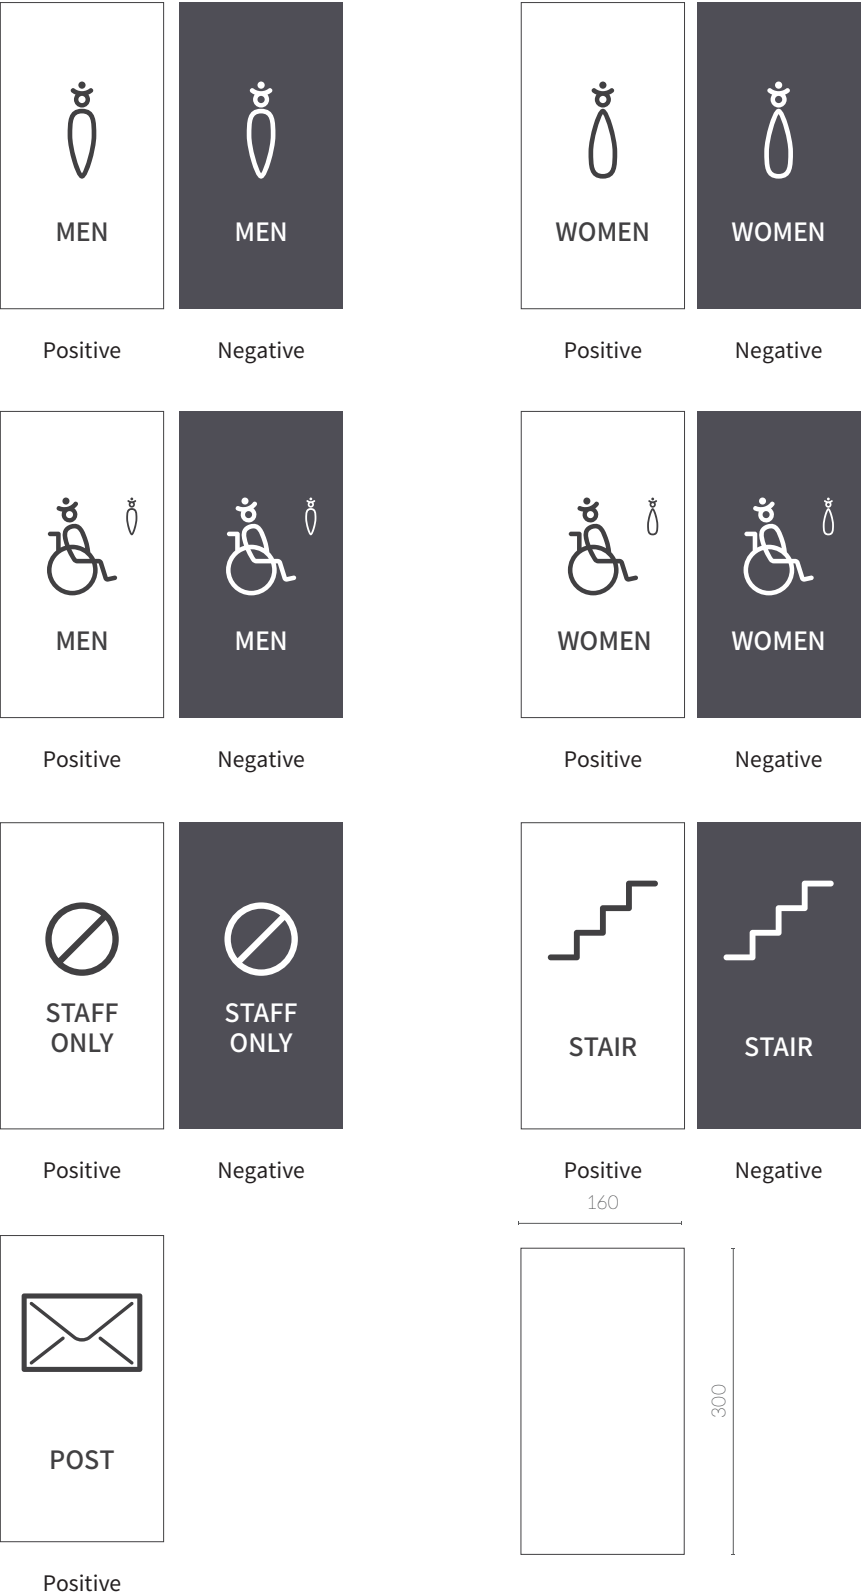 MEN
MEN
WOMEN
WOMEN
Positive
Negative
Positive
Negative
MEN
MEN
WOMEN
WOMEN
Positive
Negative
Positive
Negative
STAFF
ONLY
STAFF
ONLY
STAIR
STAIR
Positive
Negative
Positive
Negative
160
300
POST
Positive